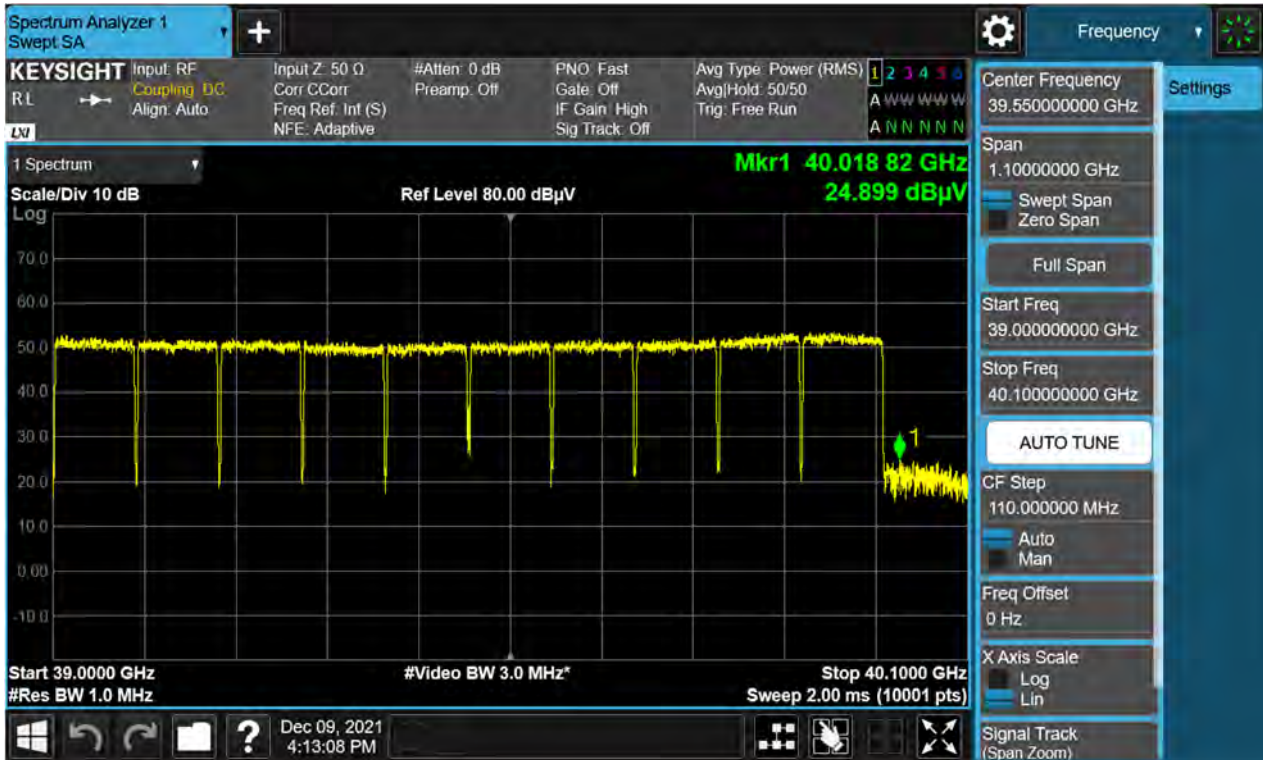 Spectrum Analyzer 1
Swept SA
+
Frequency
KEYSIGHT
RL
LXI
Input: RF
Coupling: DC
Align: Auto
Input Z: 50 Ω
Corr CCorr
Freq Ref: Int (S)
NFE: Adaptive
#Atten: 0 dB
Preamp: Off
PNO: Fast
Gate: Off
IF Gain: High
Sig Track: Off
Avg Type: Power (RMS)
Avg|Hold: 50/50
Trig: Free Run
1 2 3 4 5 6
A W W W W W
A N N N N N
1 Spectrum
Scale/Div 10 dB
Log
Ref Level 80.00 dBµV
Mkr1 40.018 82 GHz
24.899 dBµV
70.0
60.0
50.0
40.0
30.0
20.0
10.0
0.00
-10.0
1
Start 39.0000 GHz
#Res BW 1.0 MHz
#Video BW 3.0 MHz*
Stop 40.1000 GHz
Sweep 2.00 ms (10001 pts)
Center Frequency
39.550000000 GHz
Settings
Span
1.10000000 GHz
Swept Span
Zero Span
Full Span
Start Freq
39.000000000 GHz
Stop Freq
40.100000000 GHz
AUTO TUNE
CF Step
110.000000 MHz
Auto
Man
Freq Offset
0 Hz
X Axis Scale
Log
Lin
Signal Track
(Span Zoom)
?
Dec 09, 2021
4:13:08 PM